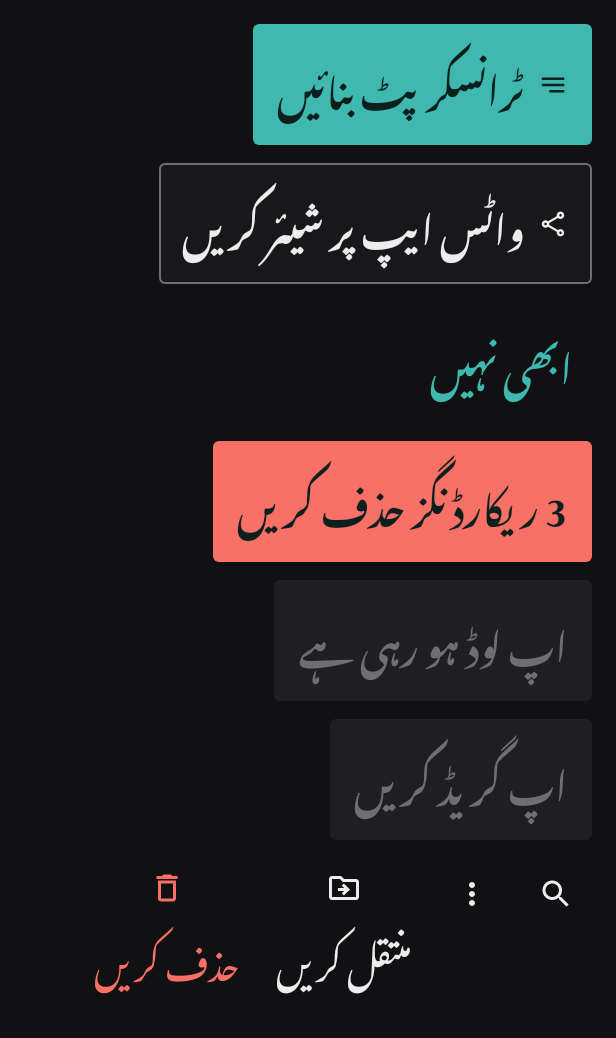 ٹرانسکرپٹ بنائیں
واٹس ایپ پر شیئر کریں
ابھی نہیں
3 ریکارڈنگز حذف کریں
اپ لوڈ ہو رہی ہے
اپ گریڈ کریں
منتقل کریں
حذف کریں